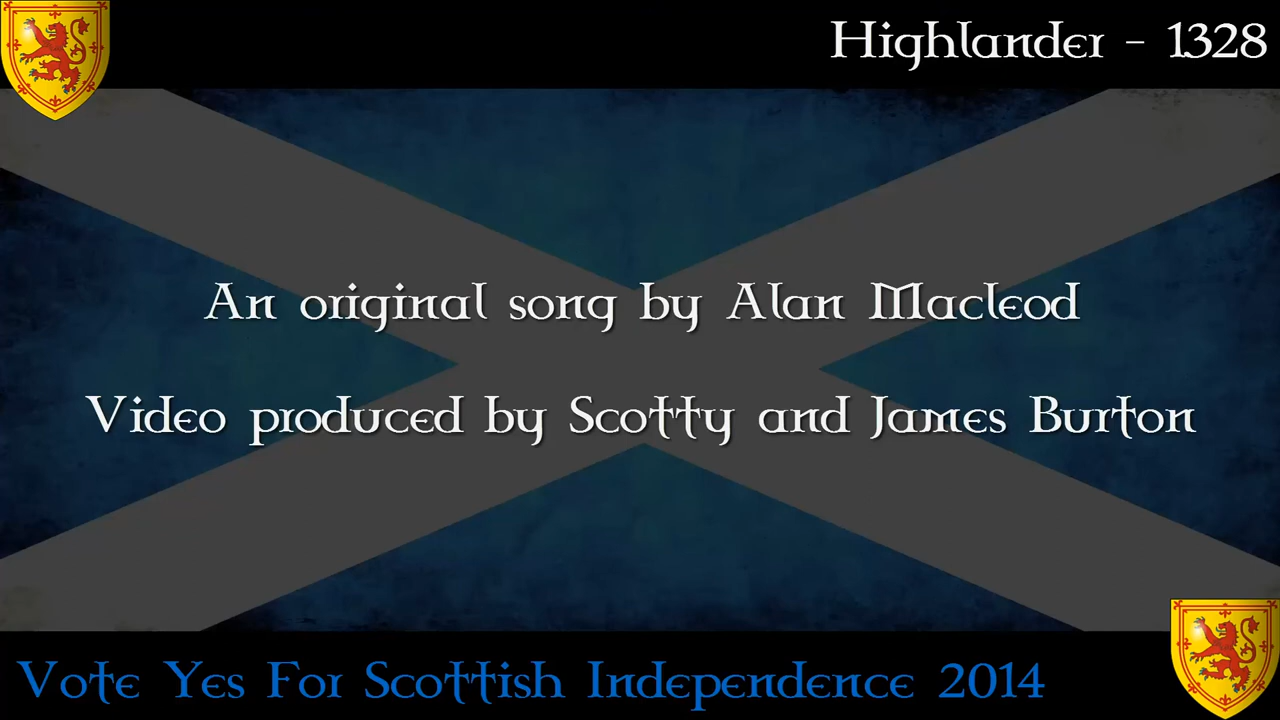 Highlander - 1328
An original song by Alan Macleod
Video produced by Scotty and James Burton
Vote Yes For Scottish Independence 2014